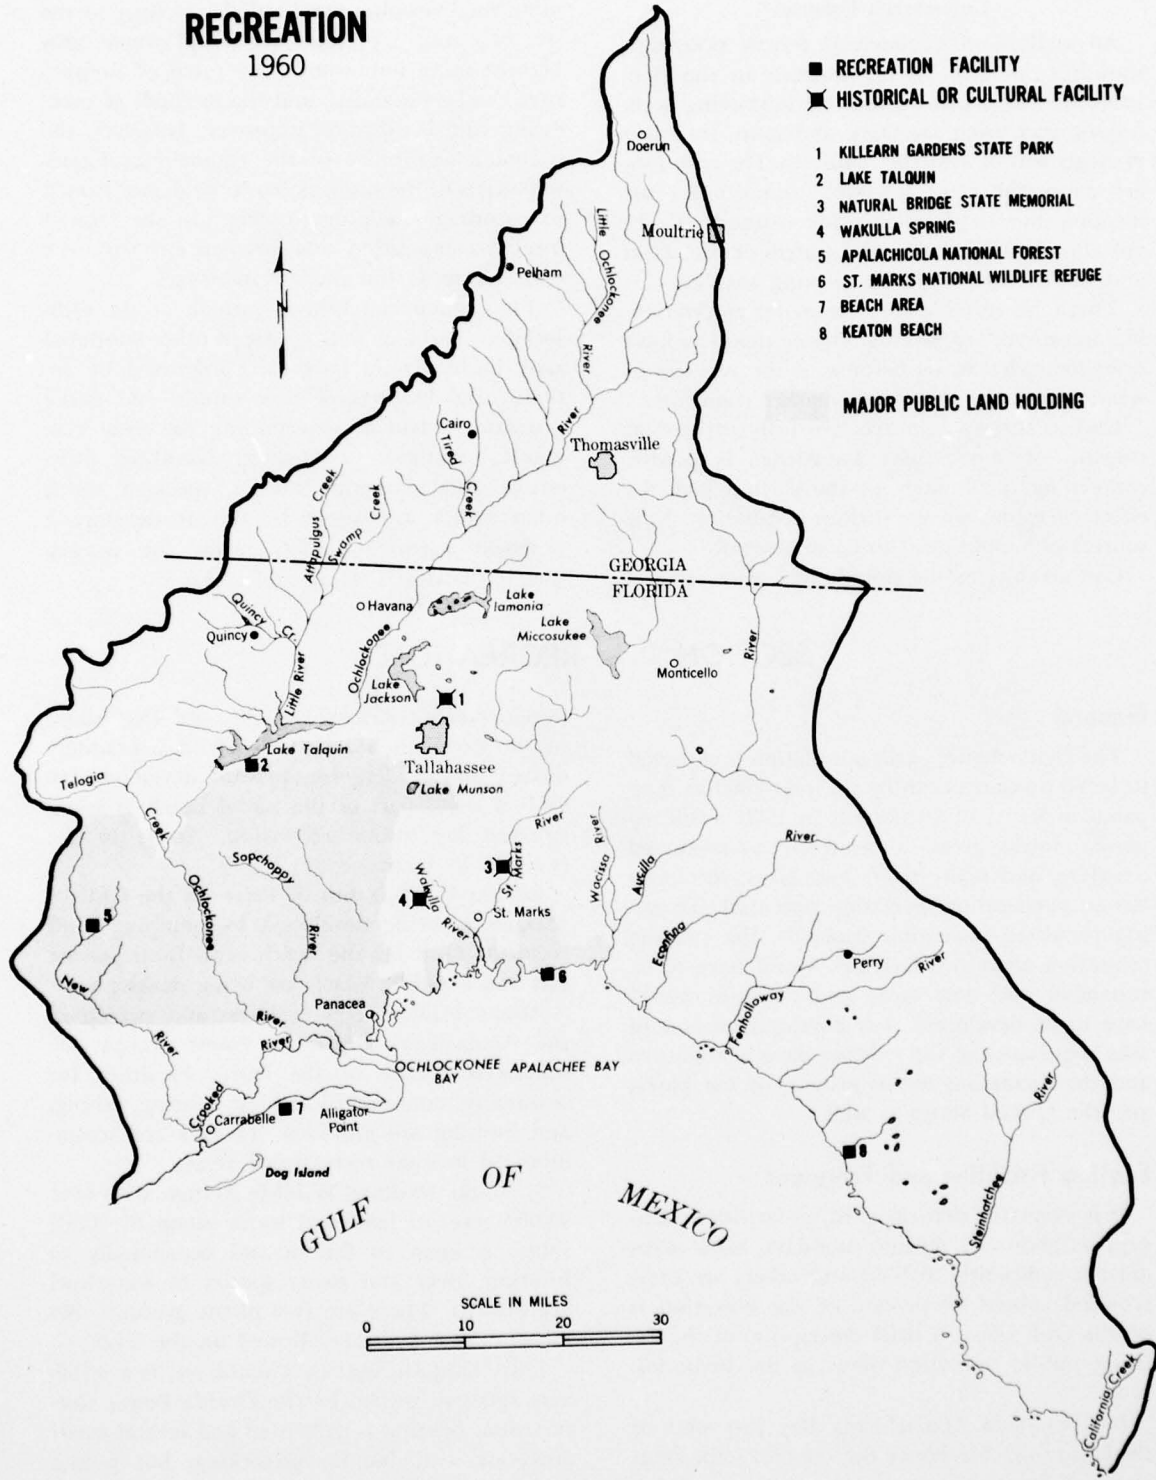 RECREATION
1960
RECREATION FACILITY
HISTORICAL OR CULTURAL FACILITY
1 KILLEARN GARDENS STATE PARK
2 LAKE TALQUIN
3 NATURAL BRIDGE STATE MEMORIAL
4 WAKULLA SPRING
5 APALACHICOLA NATIONAL FOREST
6 ST. MARKS NATIONAL WILDLIFE REFUGE
7 BEACH AREA
8 KEATON BEACH
MAJOR PUBLIC LAND HOLDING
N
Doerun
Moultrie
Little Ochlockonee River
Pelham
Cairo
Tired Creek
River
Thomasville
Attapulgus Creek
Swamp Creek
GEORGIA
FLORIDA
Quincy Cr.
Quincy
Havana
Lake Iamonia
Lake Miccosukee
Monticello
River
Little River
Ochlockonee
Lake Jackson
1
Tallahassee
Lake Munson
Lake Talquin
2
Telogia Creek
Ochlockonee
River
Sopchoppy River
3
St. Marks River
Wacissa River
Aucilla
4
Wakulla River
St. Marks
Econfina River
5
New River
6
Perry
Fenholloway River
Panacea
River
Crooked
OCHLOCKONEE BAY
APALACHEE BAY
Carrabelle
7
Alligator Point
Dog Island
8
Steinhatchee River
GULF OF MEXICO
California Creek
SCALE IN MILES
0 10 20 30